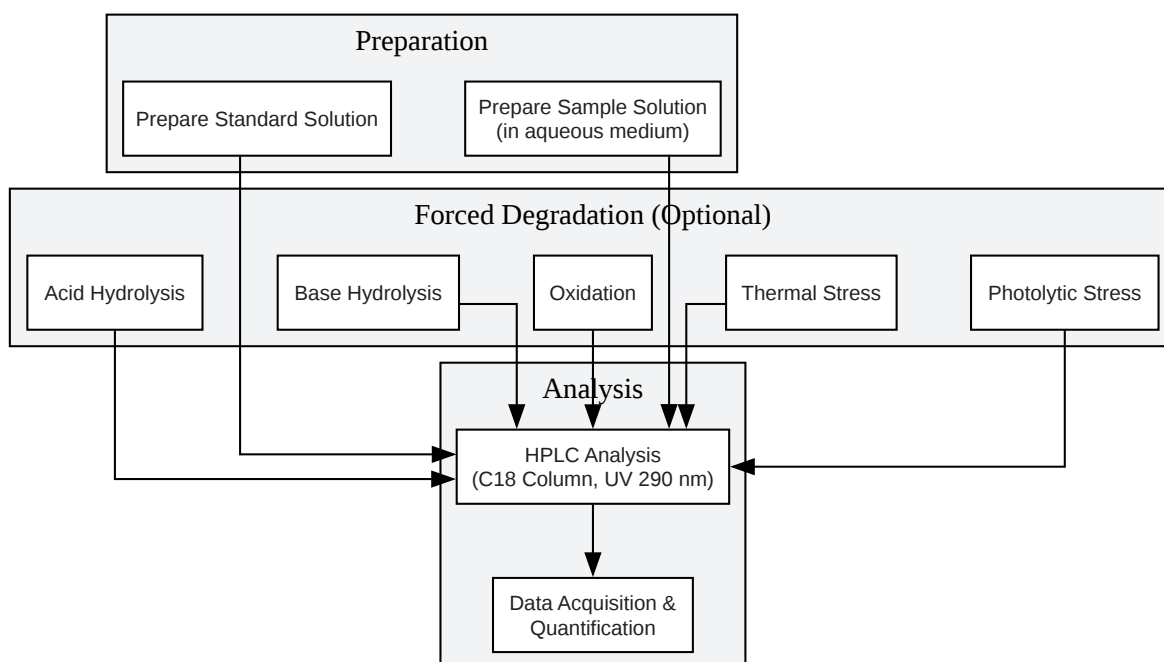 Preparation
Prepare Standard Solution
Prepare Sample Solution
(in aqueous medium)
Forced Degradation (Optional)
Acid Hydrolysis
Base Hydrolysis
Oxidation
Thermal Stress
Photolytic Stress
Analysis
HPLC Analysis
(C18 Column, UV 290 nm)
Data Acquisition &
Quantification